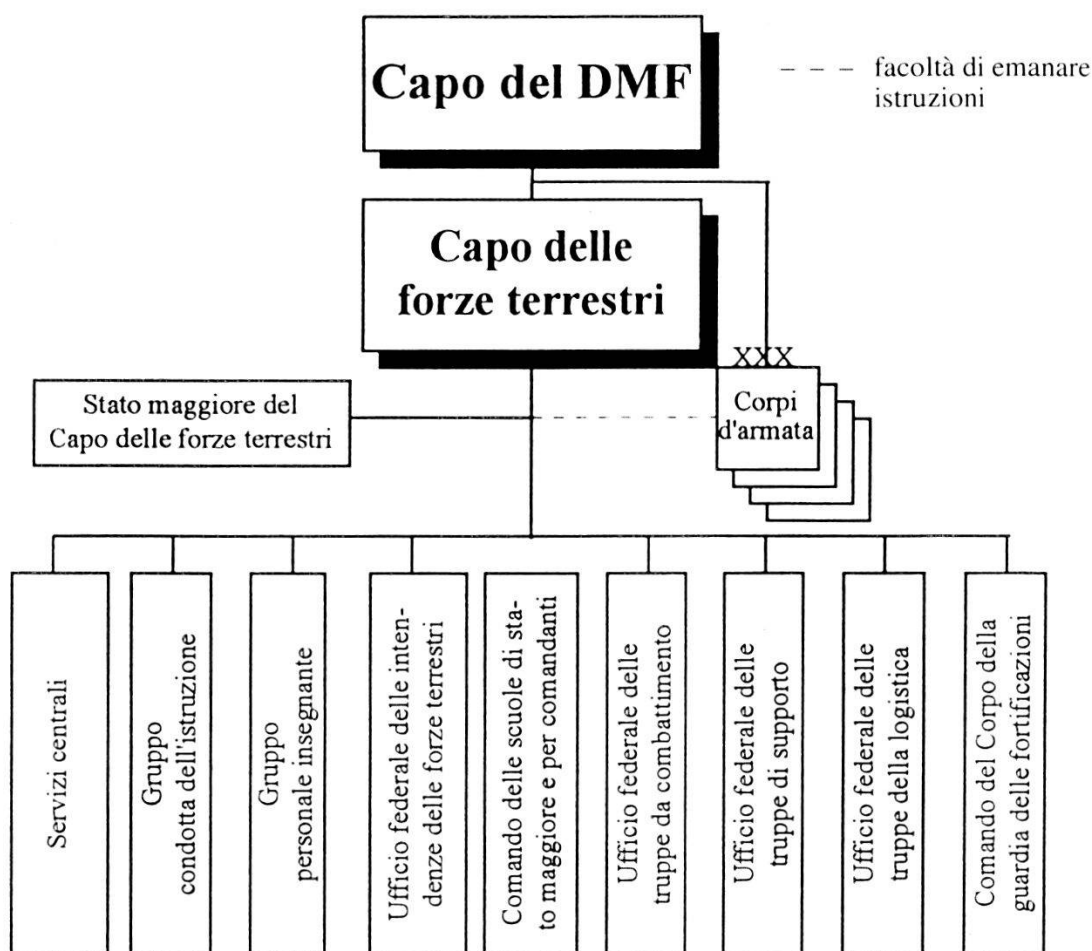 Capo del DMF
– – – facoltà di emanare
istruzioni
Capo delle
forze terrestri
XXX
Corpi
d'armata
Stato maggiore del
Capo delle forze terrestri
Servizi centrali
Gruppo
condotta dell'istruzione
Gruppo
personale insegnante
Ufficio federale delle inten-
denze delle forze terrestri
Comando delle scuole di sta-
to maggiore e per comandanti
Ufficio federale delle
truppe da combattimento
Ufficio federale delle
truppe di supporto
Ufficio federale delle
truppe della logistica
Comando del Corpo della
guardia delle fortificazioni